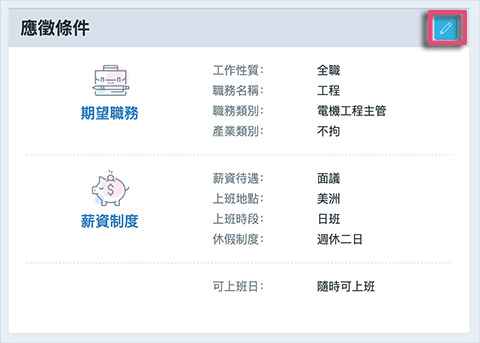 應徵條件
期望職務
工作性質： 全職
職務名稱： 工程
職務類別： 電機工程主管
產業類別： 不拘
$
薪資制度
薪資待遇： 面議
上班地點： 美洲
上班時段： 日班
休假制度： 週休二日
可上班日： 隨時可上班